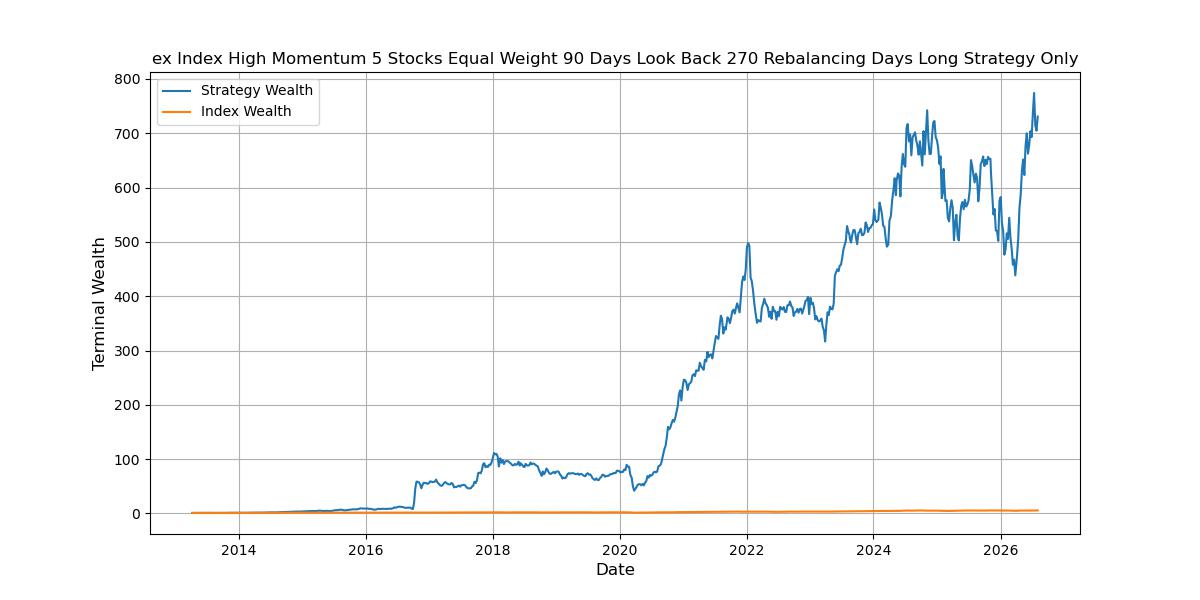 ex Index High Momentum 5 Stocks Equal Weight 90 Days Look Back 270 Rebalancing Days Long Strategy Only
Strategy Wealth
Index Wealth
Terminal Wealth
800
700
600
500
400
300
200
100
0
2014 2016 2018 2020 2022 2024 2026
Date